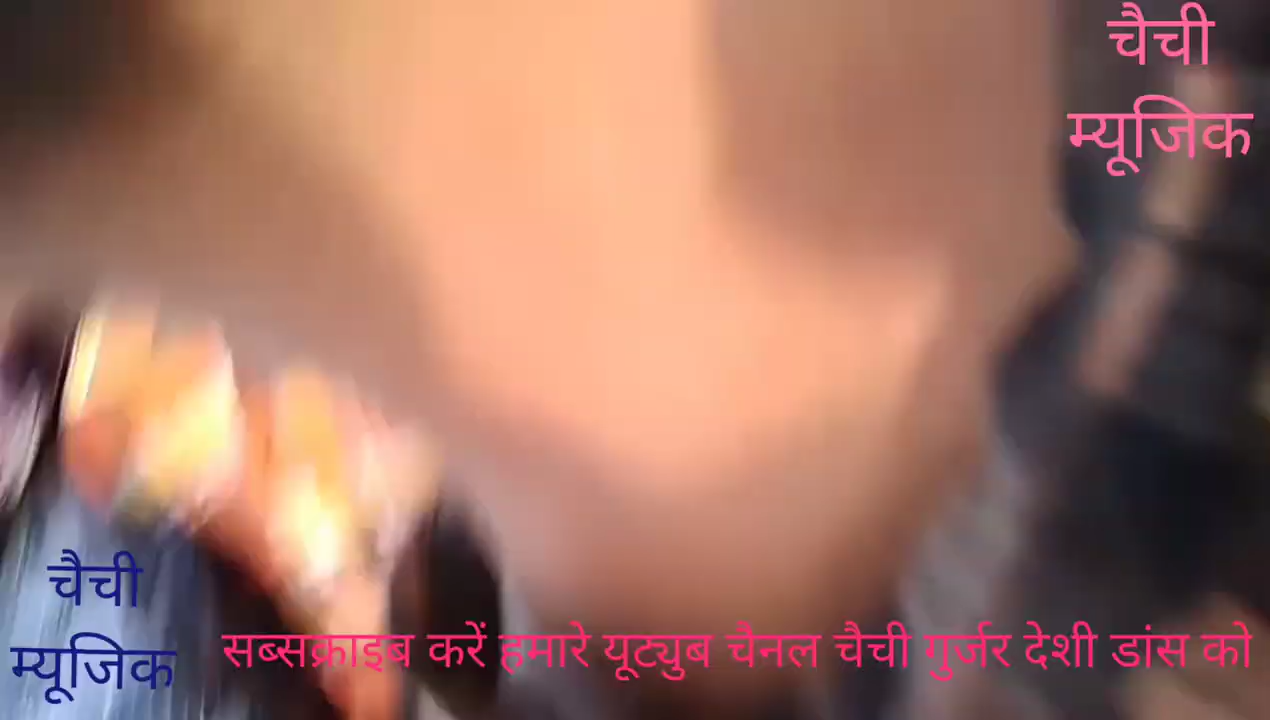 चैची
म्यूजिक
चैची
म्यूजिक
सब्सक्राइब करें हमारे यूट्युब चैनल चैची गुर्जर देशी डांस को